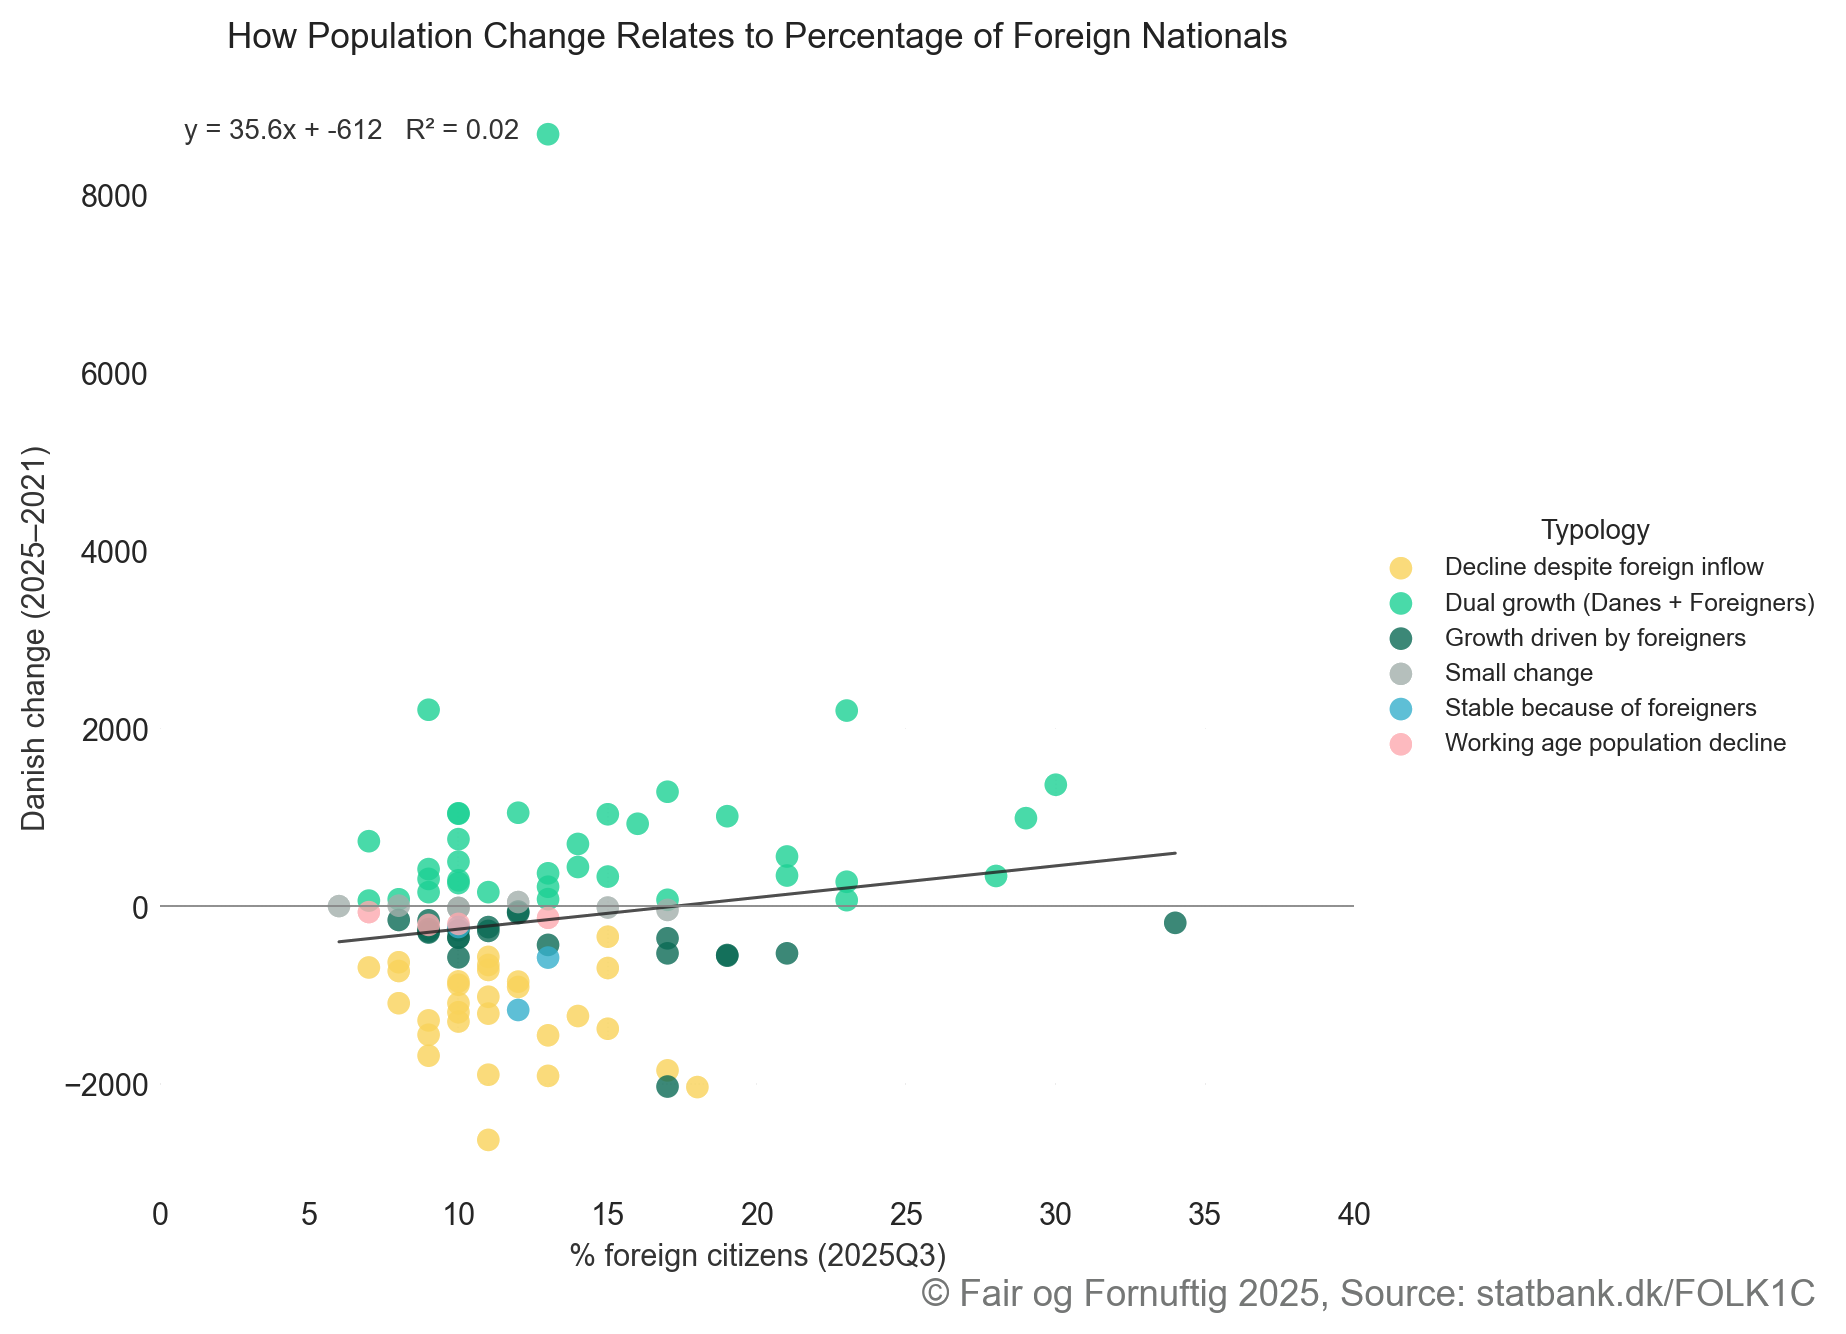 How Population Change Relates to Percentage of Foreign Nationals
y = 35.6x + -612   R² = 0.02
8000
6000
4000
2000
0
−2000
Danish change (2025–2021)
0 5 10 15 20 25 30 35 40
% foreign citizens (2025Q3)
Typology
Decline despite foreign inflow
Dual growth (Danes + Foreigners)
Growth driven by foreigners
Small change
Stable because of foreigners
Working age population decline
© Fair og Fornuftig 2025, Source: statbank.dk/FOLK1C